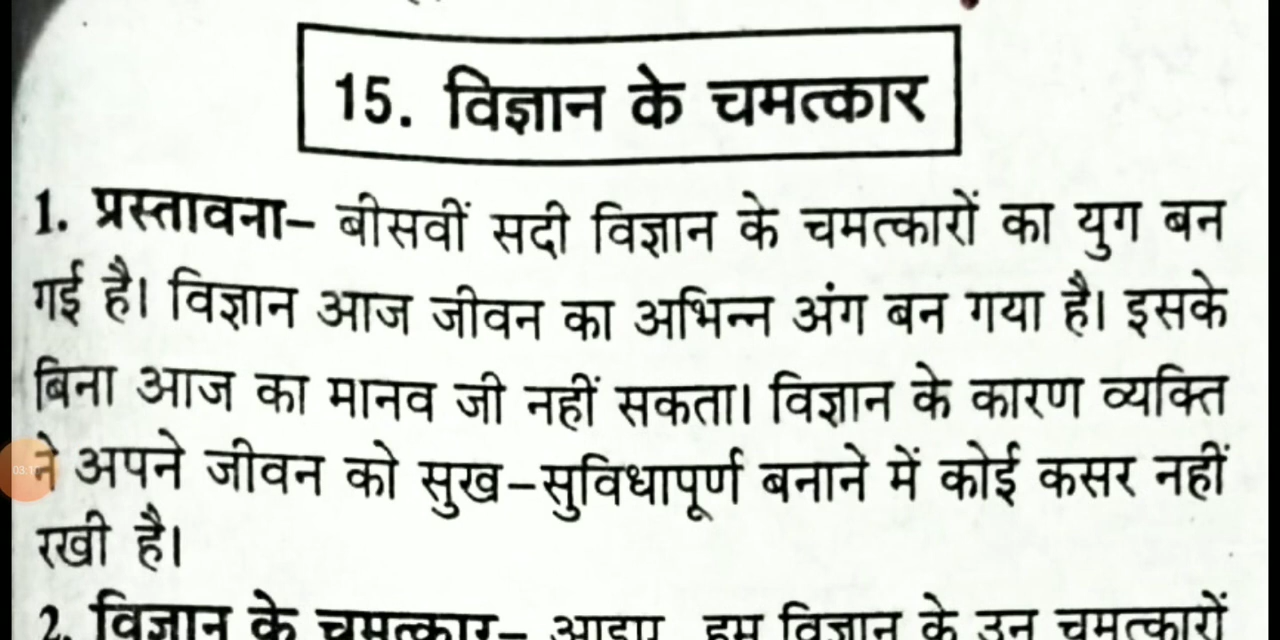 15. विज्ञान के चमत्कार
1. प्रस्तावना– बीसवीं सदी विज्ञान के चमत्कारों का युग बन
गई है। विज्ञान आज जीवन का अभिन्न अंग बन गया है। इसके
बिना आज का मानव जी नहीं सकता। विज्ञान के कारण व्यक्ति
ने अपने जीवन को सुख–सुविधापूर्ण बनाने में कोई कसर नहीं
रखी है।
2. विज्ञान के चमत्कार– आइए, हम विज्ञान के उन चमत्कारों